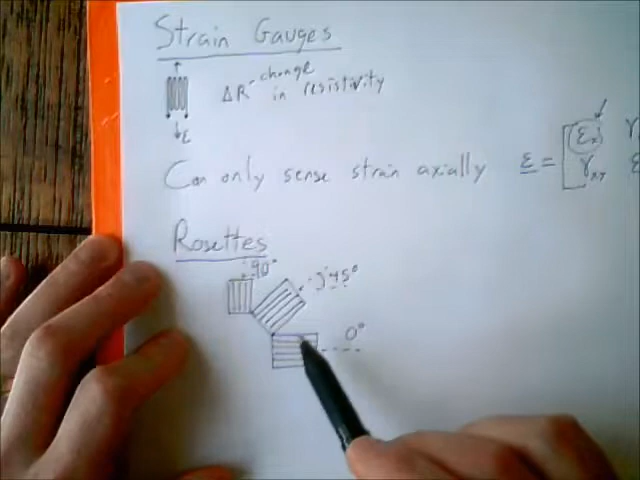 Strain Gauges
ΔR - change in resistivity
ε
Can only sense strain axially
ε = [εx γ
γxy ε
Rosettes
90°
45°
0°